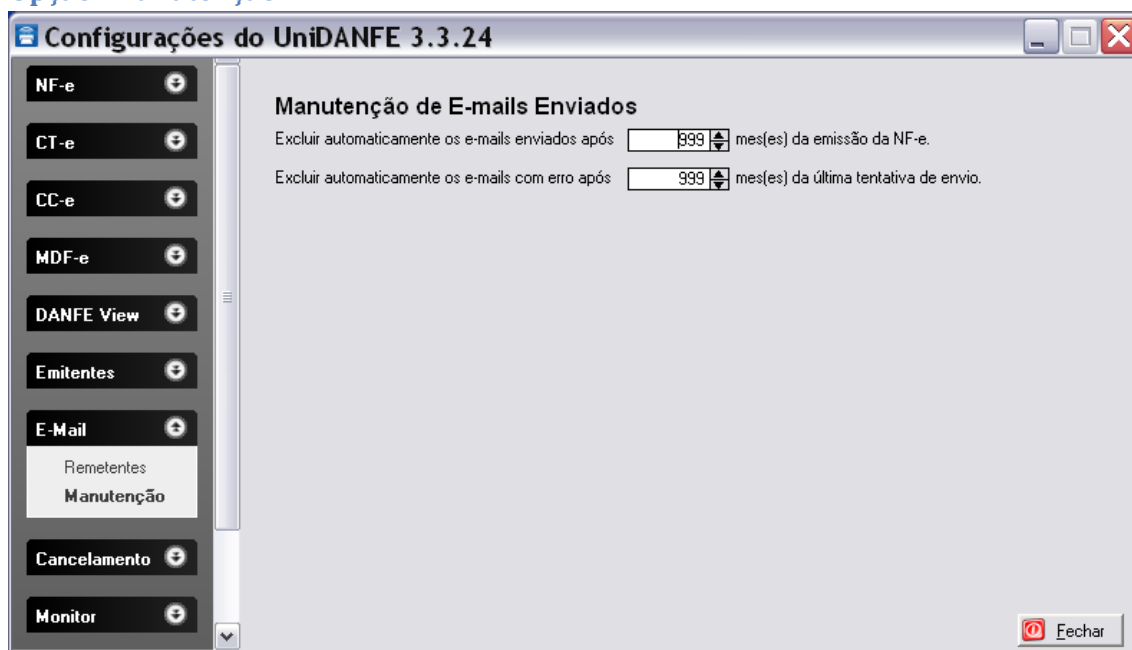 Configurações do UniDANFE 3.3.24
NF-e
CT-e
CC-e
MDF-e
DANFE View
Emitentes
E-Mail
Remetentes
Manutenção
Cancelamento
Monitor
Manutenção de E-mails Enviados
Excluir automaticamente os e-mails enviados após 999 mes(es) da emissão da NF-e.
Excluir automaticamente os e-mails com erro após 999 mes(es) da última tentativa de envio.
Fechar